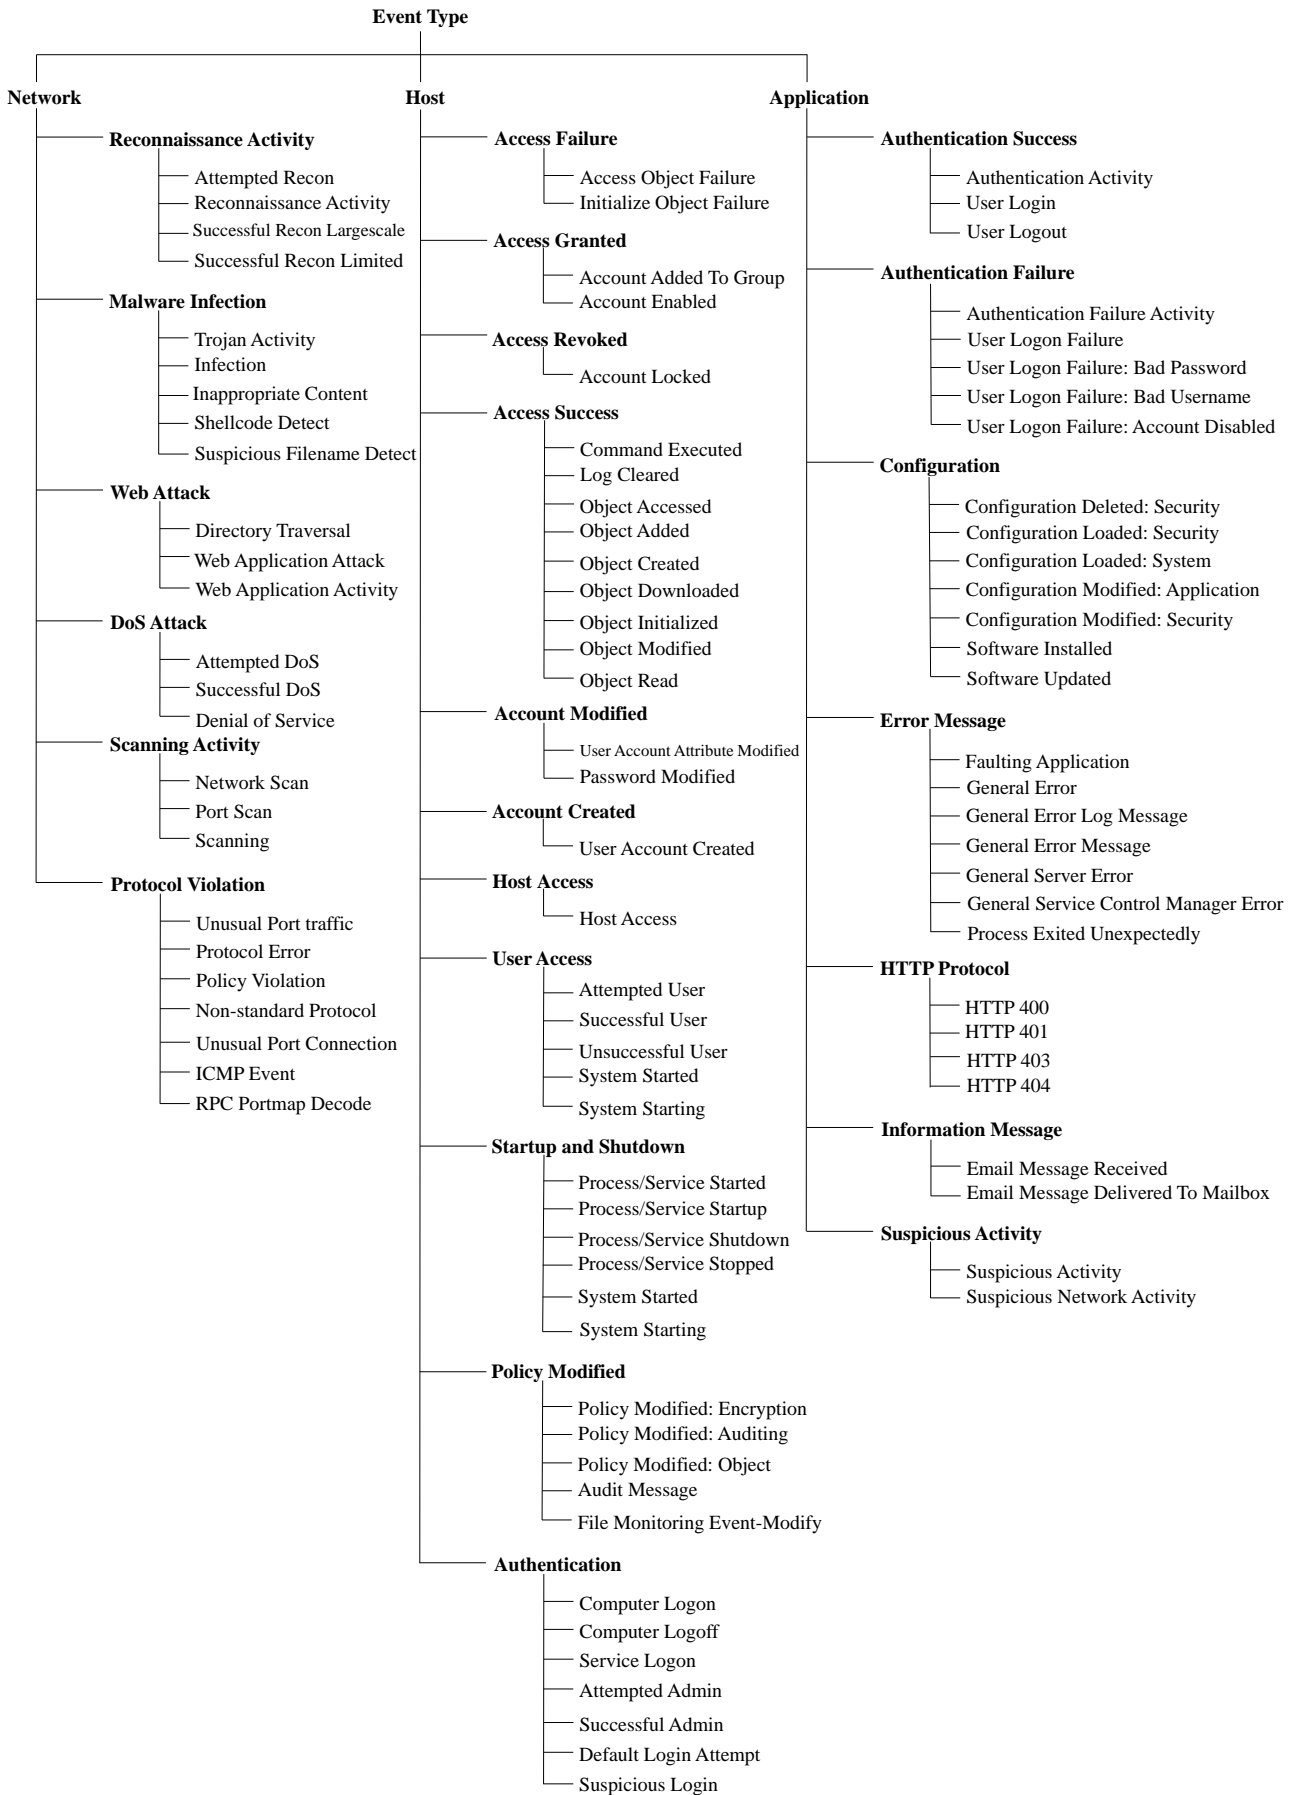 Event Type
Network
Reconnaissance Activity
Attempted Recon
Reconnaissance Activity
Successful Recon Largescale
Successful Recon Limited
Malware Infection
Trojan Activity
Infection
Inappropriate Content
Shellcode Detect
Suspicious Filename Detect
Web Attack
Directory Traversal
Web Application Attack
Web Application Activity
DoS Attack
Attempted DoS
Successful DoS
Denial of Service
Scanning Activity
Network Scan
Port Scan
Scanning
Protocol Violation
Unusual Port traffic
Protocol Error
Policy Violation
Non-standard Protocol
Unusual Port Connection
ICMP Event
RPC Portmap Decode
Host
Access Failure
Access Object Failure
Initialize Object Failure
Access Granted
Account Added To Group
Account Enabled
Access Revoked
Account Locked
Access Success
Command Executed
Log Cleared
Object Accessed
Object Added
Object Created
Object Downloaded
Object Initialized
Object Modified
Object Read
Account Modified
User Account Attribute Modified
Password Modified
Account Created
User Account Created
Host Access
Host Access
User Access
Attempted User
Successful User
Unsuccessful User
System Started
System Starting
Startup and Shutdown
Process/Service Started
Process/Service Startup
Process/Service Shutdown
Process/Service Stopped
System Started
System Starting
Policy Modified
Policy Modified: Encryption
Policy Modified: Auditing
Policy Modified: Object
Audit Message
File Monitoring Event-Modify
Authentication
Computer Logon
Computer Logoff
Service Logon
Attempted Admin
Successful Admin
Default Login Attempt
Suspicious Login
Application
Authentication Success
Authentication Activity
User Login
User Logout
Authentication Failure
Authentication Failure Activity
User Logon Failure
User Logon Failure: Bad Password
User Logon Failure: Bad Username
User Logon Failure: Account Disabled
Configuration
Configuration Deleted: Security
Configuration Loaded: Security
Configuration Loaded: System
Configuration Modified: Application
Configuration Modified: Security
Software Installed
Software Updated
Error Message
Faulting Application
General Error
General Error Log Message
General Error Message
General Server Error
General Service Control Manager Error
Process Exited Unexpectedly
HTTP Protocol
HTTP 400
HTTP 401
HTTP 403
HTTP 404
Information Message
Email Message Received
Email Message Delivered To Mailbox
Suspicious Activity
Suspicious Activity
Suspicious Network Activity